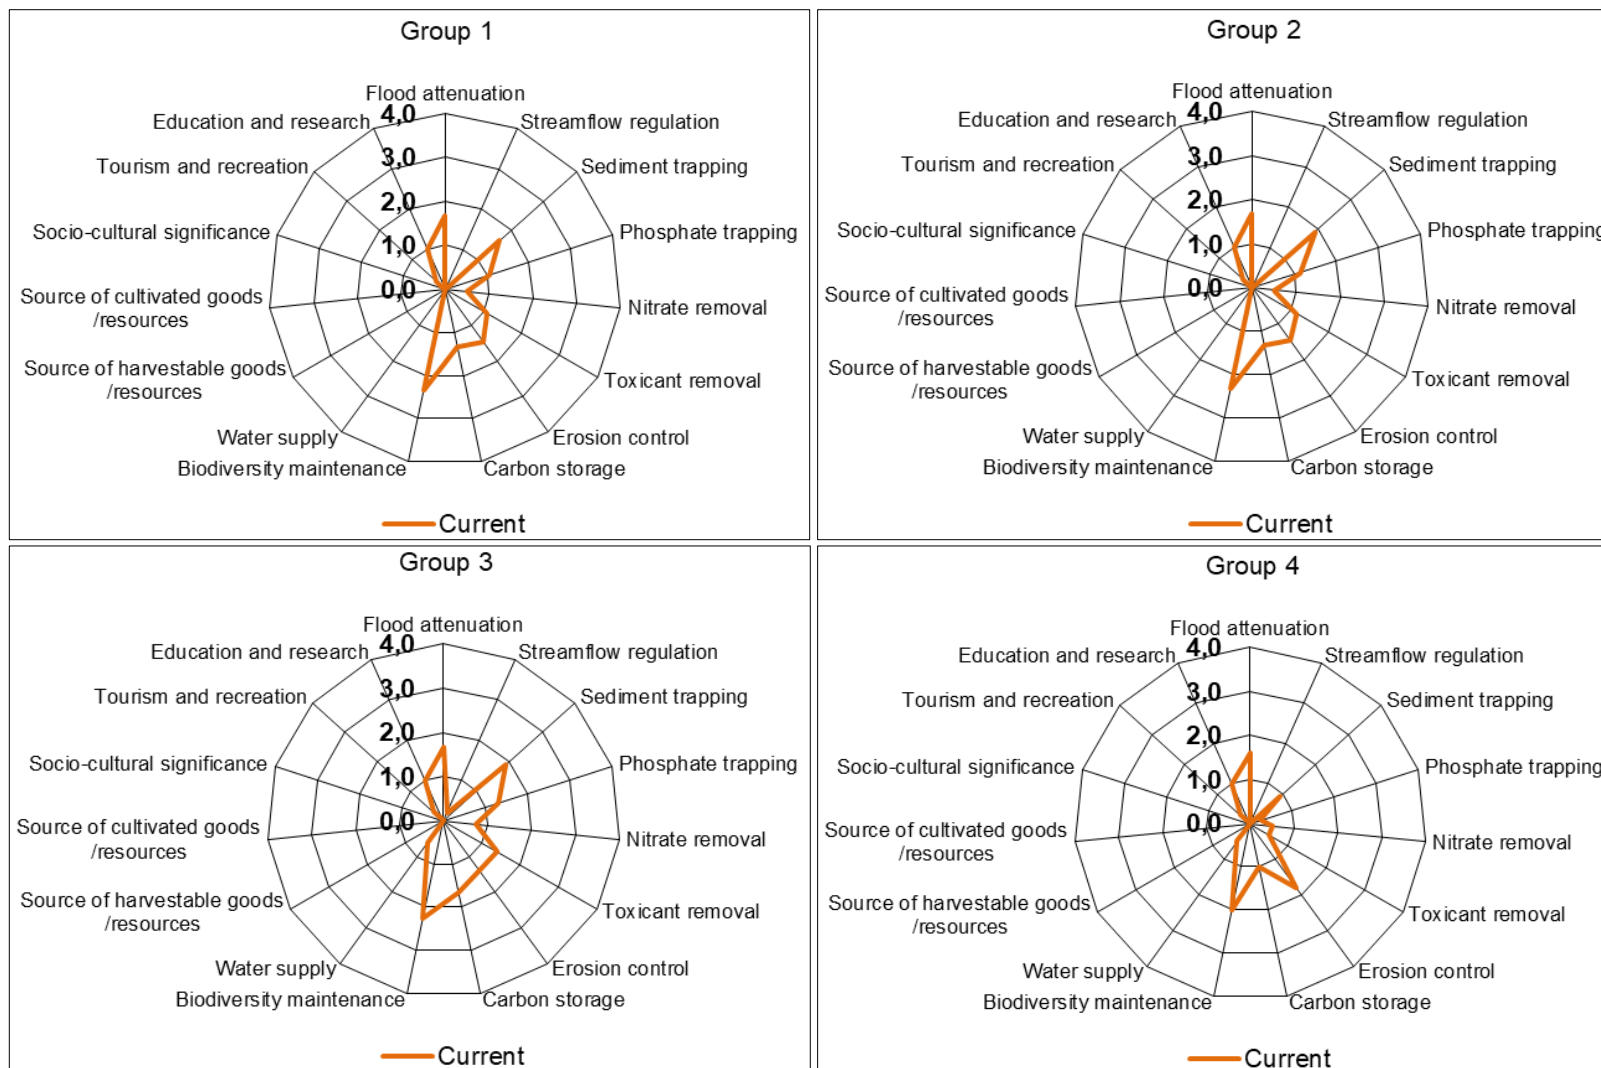 Group 1
Flood attenuation
4,0
Education and research
Streamflow regulation
3,0
Tourism and recreation
Sediment trapping
2,0
Socio-cultural significance
Phosphate trapping
1,0
0,0
Source of cultivated goods
/resources
Nitrate removal
Source of harvestable goods
/resources
Toxicant removal
Water supply
Erosion control
Biodiversity maintenance
Carbon storage
Current
Group 2
Flood attenuation
4,0
Education and research
Streamflow regulation
3,0
Tourism and recreation
Sediment trapping
2,0
Socio-cultural significance
Phosphate trapping
1,0
0,0
Source of cultivated goods
/resources
Nitrate removal
Source of harvestable goods
/resources
Toxicant removal
Water supply
Erosion control
Biodiversity maintenance
Carbon storage
Current
Group 3
Flood attenuation
4,0
Education and research
Streamflow regulation
3,0
Tourism and recreation
Sediment trapping
2,0
Socio-cultural significance
Phosphate trapping
1,0
0,0
Source of cultivated goods
/resources
Nitrate removal
Source of harvestable goods
/resources
Toxicant removal
Water supply
Erosion control
Biodiversity maintenance
Carbon storage
Current
Group 4
Flood attenuation
4,0
Education and research
Streamflow regulation
3,0
Tourism and recreation
Sediment trapping
2,0
Socio-cultural significance
Phosphate trapping
1,0
0,0
Source of cultivated goods
/resources
Nitrate removal
Source of harvestable goods
/resources
Toxicant removal
Water supply
Erosion control
Biodiversity maintenance
Carbon storage
Current